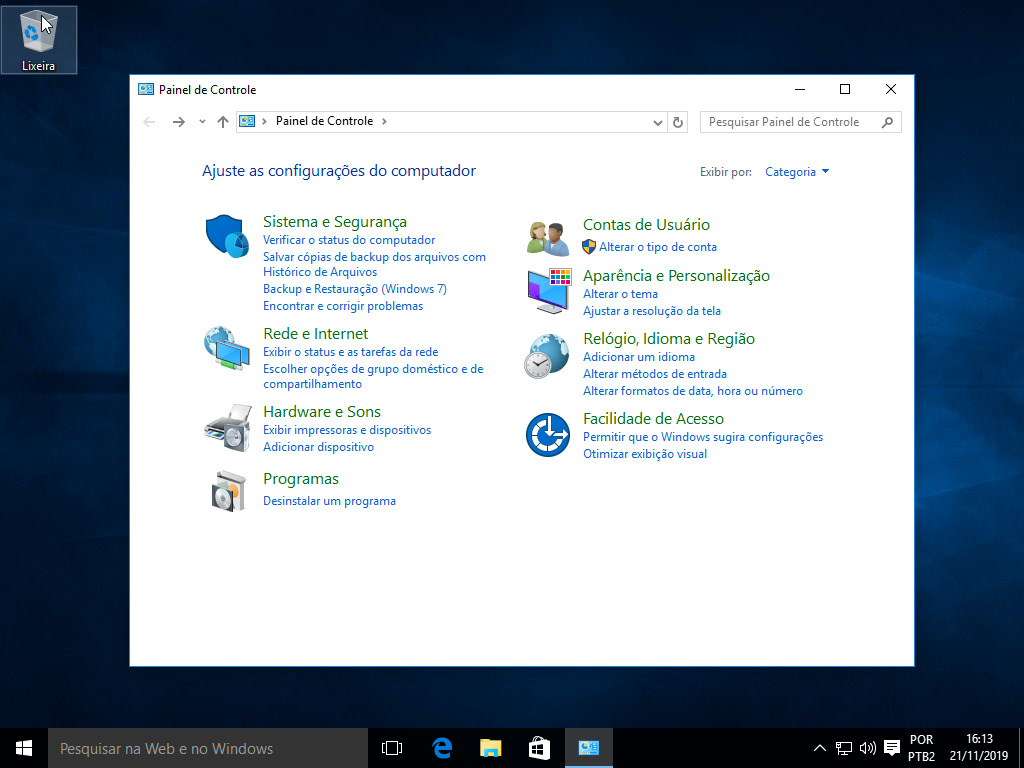 Lixeira
Painel de Controle
Painel de Controle
Pesquisar Painel de Controle
Ajuste as configurações do computador
Exibir por: Categoria
Sistema e Segurança
Verificar o status do computador
Salvar cópias de backup dos arquivos com
Histórico de Arquivos
Backup e Restauração (Windows 7)
Encontrar e corrigir problemas
Rede e Internet
Exibir o status e as tarefas da rede
Escolher opções de grupo doméstico e de
compartilhamento
Hardware e Sons
Exibir impressoras e dispositivos
Adicionar dispositivo
Programas
Desinstalar um programa
Contas de Usuário
Alterar o tipo de conta
Aparência e Personalização
Alterar o tema
Ajustar a resolução da tela
Relógio, Idioma e Região
Adicionar um idioma
Alterar métodos de entrada
Alterar formatos de data, hora ou número
Facilidade de Acesso
Permitir que o Windows sugira configurações
Otimizar exibição visual
Pesquisar na Web e no Windows
POR
PTB2
16:13
21/11/2019